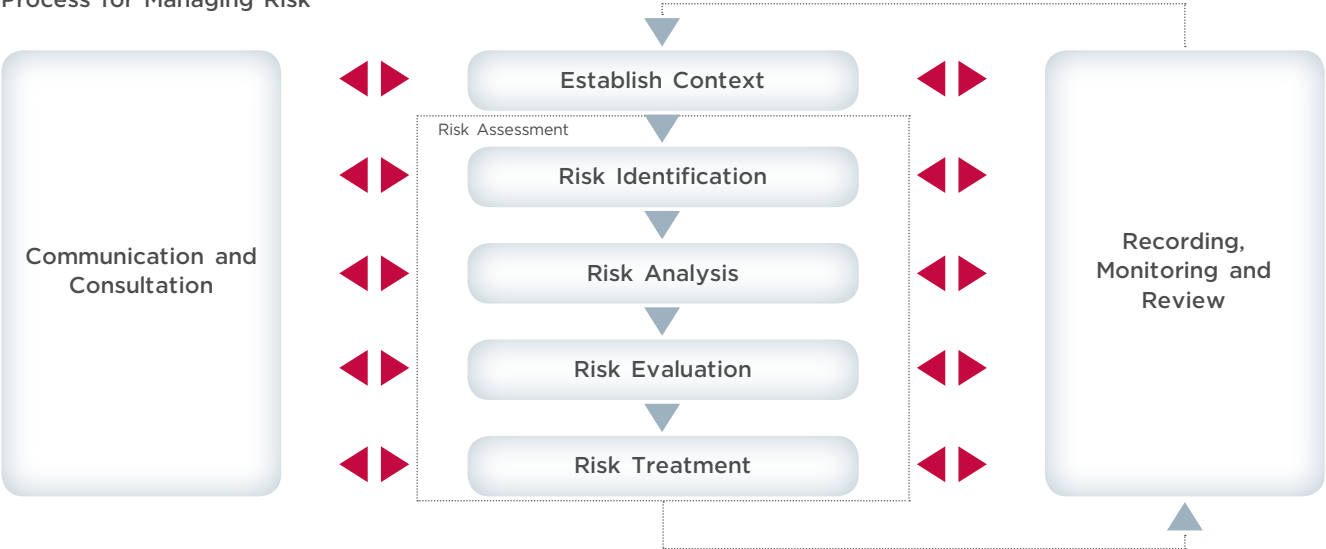 Process for Managing Risk
Establish Context
Risk Assessment
Risk Identification
Risk Analysis
Risk Evaluation
Risk Treatment
Communication and
Consultation
Recording,
Monitoring and
Review